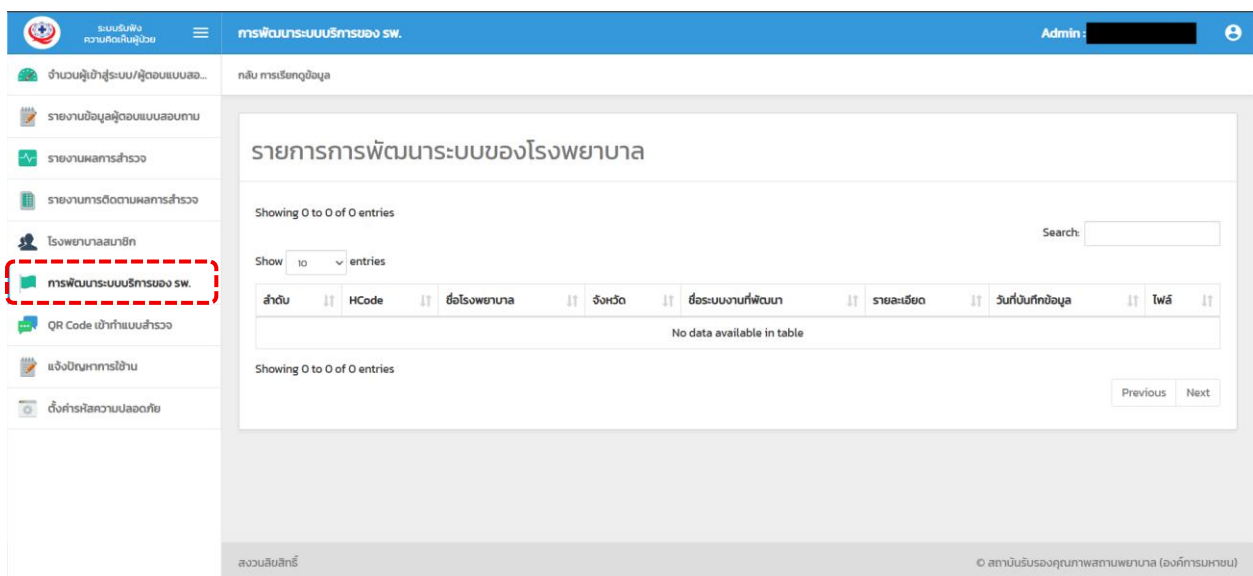 ระบบรับฟัง
ความคิดเห็นผู้ป่วย
การพัฒนาระบบบริการของ รพ.
Admin :
จำนวนผู้เข้าสู่ระบบ/ผู้ตอบแบบสอ...
กลับ การเรียกดูข้อมูล
รายงานข้อมูลผู้ตอบแบบสอบถาม
รายงานผลการสำรวจ
รายงานการติดตามผลการสำรวจ
โรงพยาบาลสมาชิก
การพัฒนาระบบบริการของ รพ.
QR Code เข้าทำแบบสำรวจ
แจ้งปัญหาการใช้าน
ตั้งค่ารหัสความปลอดภัย
รายการการพัฒนาระบบของโรงพยาบาล
Showing 0 to 0 of 0 entries
Search:
Show 10 entries
ลำดับ HCode ชื่อโรงพยาบาล จังหวัด ชื่อระบบงานที่พัฒนา รายละเอียด วันที่บันทึกข้อมูล ไฟล์
No data available in table
Showing 0 to 0 of 0 entries
Previous Next
สงวนลิขสิทธิ์
© สถาบันรับรองคุณภาพสถานพยาบาล (องค์การมหาชน)